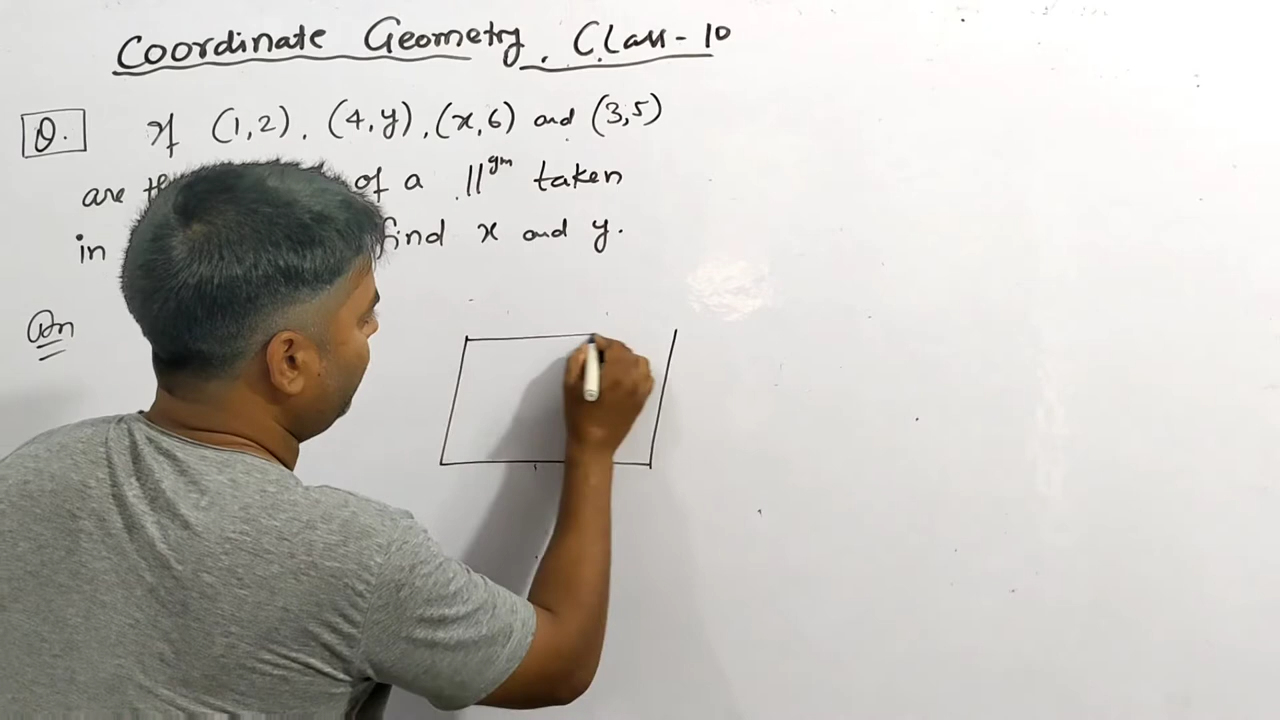 Coordinate Geometry. Class-10
Q. If (1,2), (4,y), (x,6) and (3,5)
are of a ||gm taken
in find x and y.